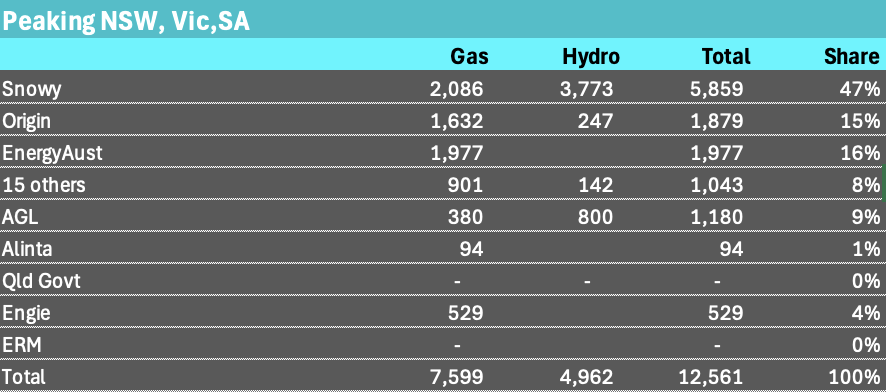 Peaking NSW, Vic,SA
Gas Hydro Total Share
Snowy 2,086 3,773 5,859 47%
Origin 1,632 247 1,879 15%
EnergyAust 1,977 1,977 16%
15 others 901 142 1,043 8%
AGL 380 800 1,180 9%
Alinta 94 94 1%
Qld Govt - - - 0%
Engie 529 529 4%
ERM - - 0%
Total 7,599 4,962 12,561 100%